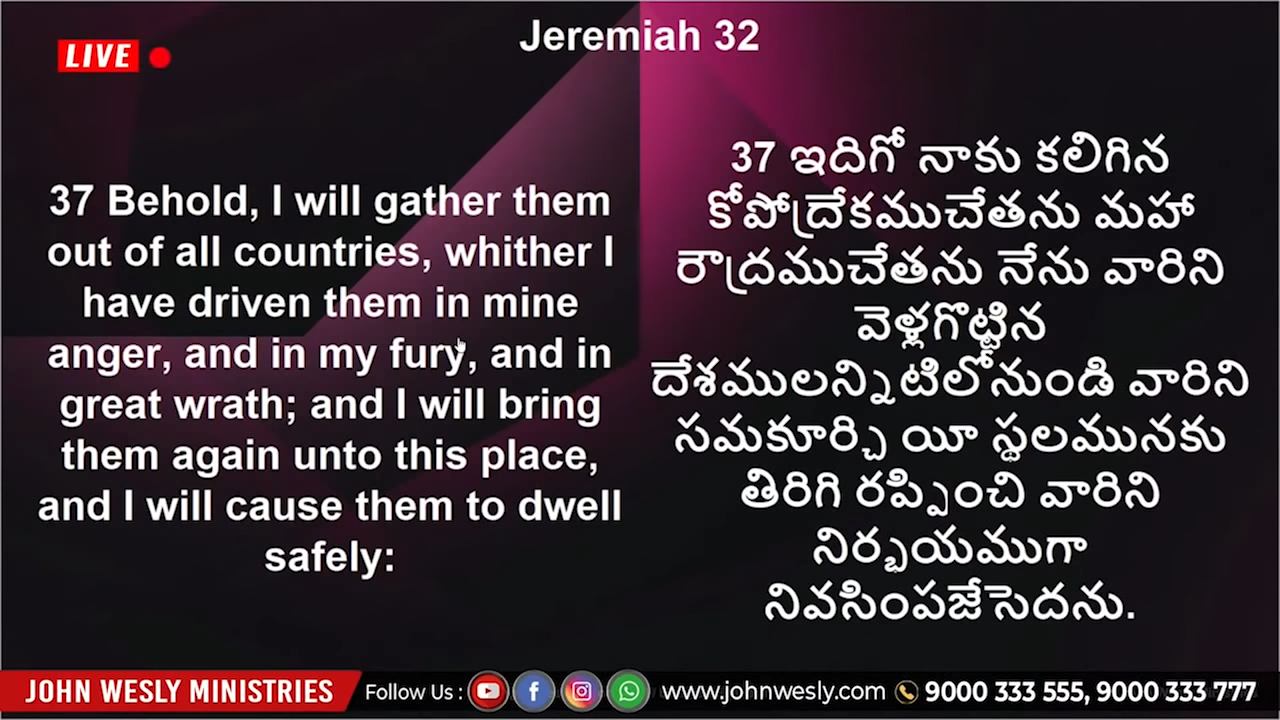 Jeremiah 32
LIVE
37 Behold, I will gather them
out of all countries, whither I
have driven them in mine
anger, and in my fury, and in
great wrath; and I will bring
them again unto this place,
and I will cause them to dwell
safely:
37 ఇదిగో నాకు కలిగిన
కోపోద్రేకముచేతను మహా
రౌద్రముచేతను నేను వారిని
వెళ్లగొట్టిన
దేశములన్నిటిలోనుండి వారిని
సమకూర్చి యీ స్థలమునకు
తిరిగి రప్పించి వారిని
నిర్భయముగా
నివసింపజేసెదను.
JOHN WESLY MINISTRIES Follow Us : www.johnwesly.com 9000 333 555, 9000 333 777